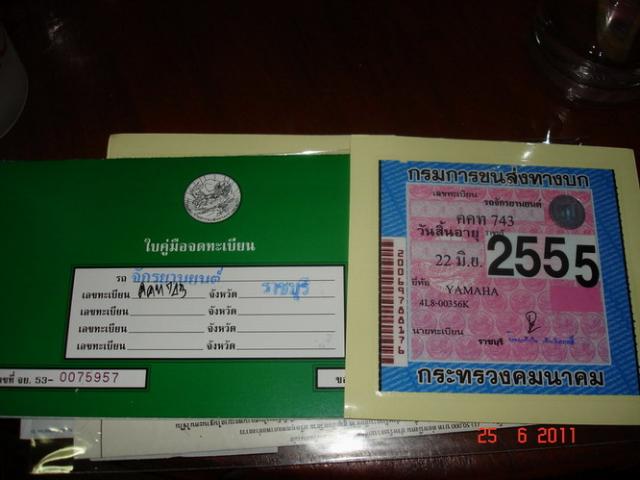 ใบคู่มือจดทะเบียน
รถ จักรยานยนต์
เลขทะเบียน คคท 743 จังหวัด ราชบุรี
เลขทะเบียน จังหวัด
เลขทะเบียน จังหวัด
เลขทะเบียน จังหวัด
เลขที่ จย. 53- 0075957
กรมการขนส่งทางบก
เลขทะเบียน รถจักรยานยนต์
คคท 743
วันสิ้นอายุ
22 มิ.ย. 2555
ยี่ห้อ YAMAHA
4L8-00356K
นายทะเบียน
ราชบุรี
20069788176
กระทรวงคมนาคม
25 6 2011